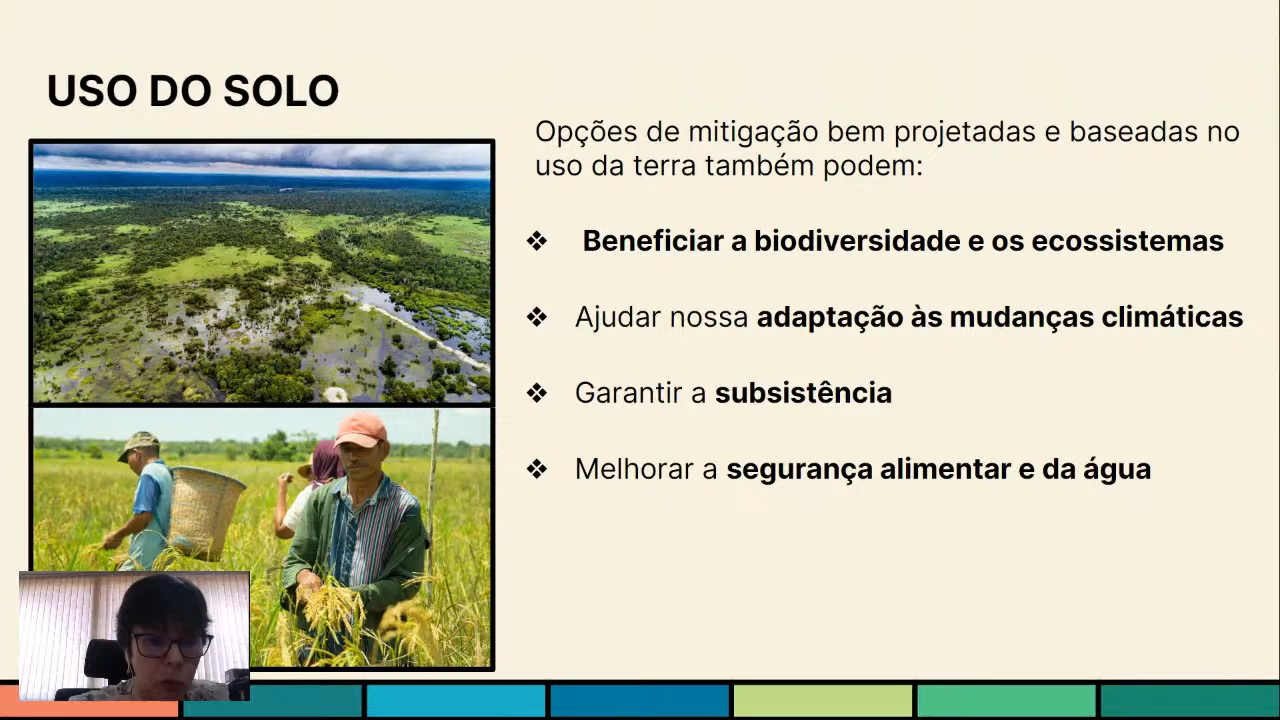 USO DO SOLO
Opções de mitigação bem projetadas e baseadas no
uso da terra também podem:
❖ Beneficiar a biodiversidade e os ecossistemas
❖ Ajudar nossa adaptação às mudanças climáticas
❖ Garantir a subsistência
❖ Melhorar a segurança alimentar e da água